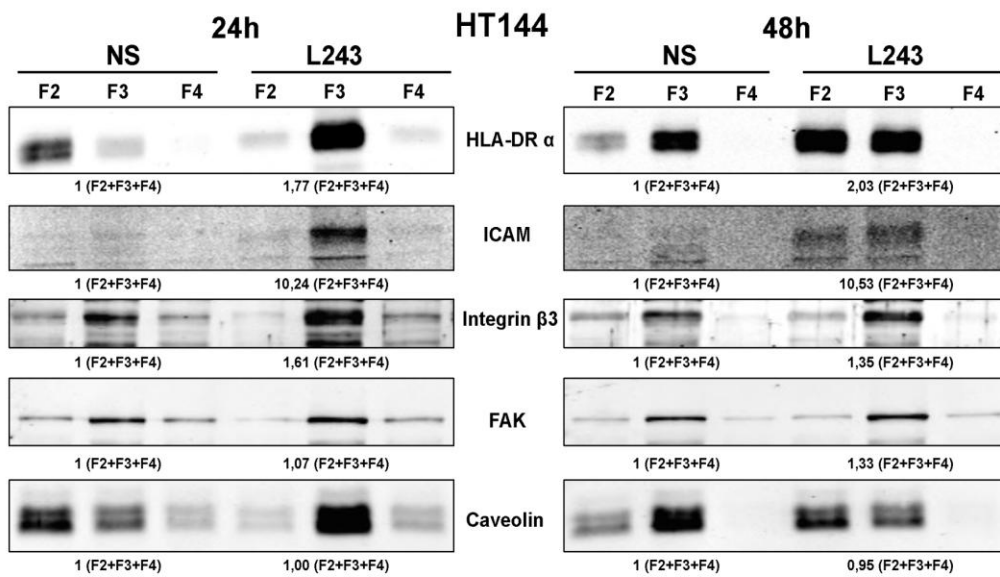 24h HT144 48h
NS L243 NS L243
F2 F3 F4 F2 F3 F4 F2 F3 F4 F2 F3 F4
HLA-DR α
1 (F2+F3+F4) 1,77 (F2+F3+F4) 1 (F2+F3+F4) 2,03 (F2+F3+F4)
ICAM
1 (F2+F3+F4) 10,24 (F2+F3+F4) 1 (F2+F3+F4) 10,53 (F2+F3+F4)
Integrin β3
1 (F2+F3+F4) 1,61 (F2+F3+F4) 1 (F2+F3+F4) 1,35 (F2+F3+F4)
FAK
1 (F2+F3+F4) 1,07 (F2+F3+F4) 1 (F2+F3+F4) 1,33 (F2+F3+F4)
Caveolin
1 (F2+F3+F4) 1,00 (F2+F3+F4) 1 (F2+F3+F4) 0,95 (F2+F3+F4)